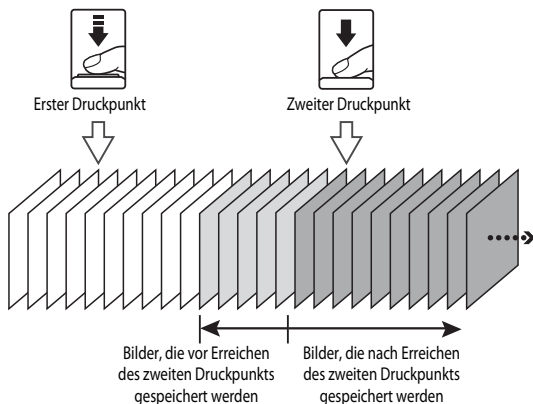 Erster Druckpunkt
Zweiter Druckpunkt
Bilder, die vor Erreichen
des zweiten Druckpunkts
gespeichert werden
Bilder, die nach Erreichen
des zweiten Druckpunkts
gespeichert werden